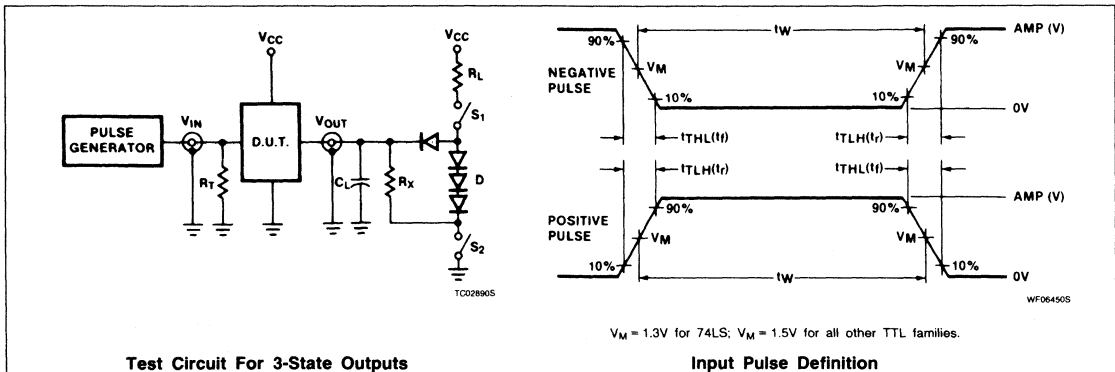 VCC
VCC
RL
S1
PULSE
GENERATOR
VIN
D.U.T.
VOUT
RT
CL
RX
D
S2
TC02890S
Test Circuit For 3-State Outputs
tW
AMP (V)
90%
90%
NEGATIVE
PULSE
VM
VM
10%
10%
0V
tTHL(tf)
tTLH(tr)
tTLH(tr)
tTHL(tf)
AMP (V)
POSITIVE
PULSE
90%
90%
VM
VM
10%
10%
tW
0V
WF06450S
VM = 1.3V for 74LS; VM = 1.5V for all other TTL families.
Input Pulse Definition